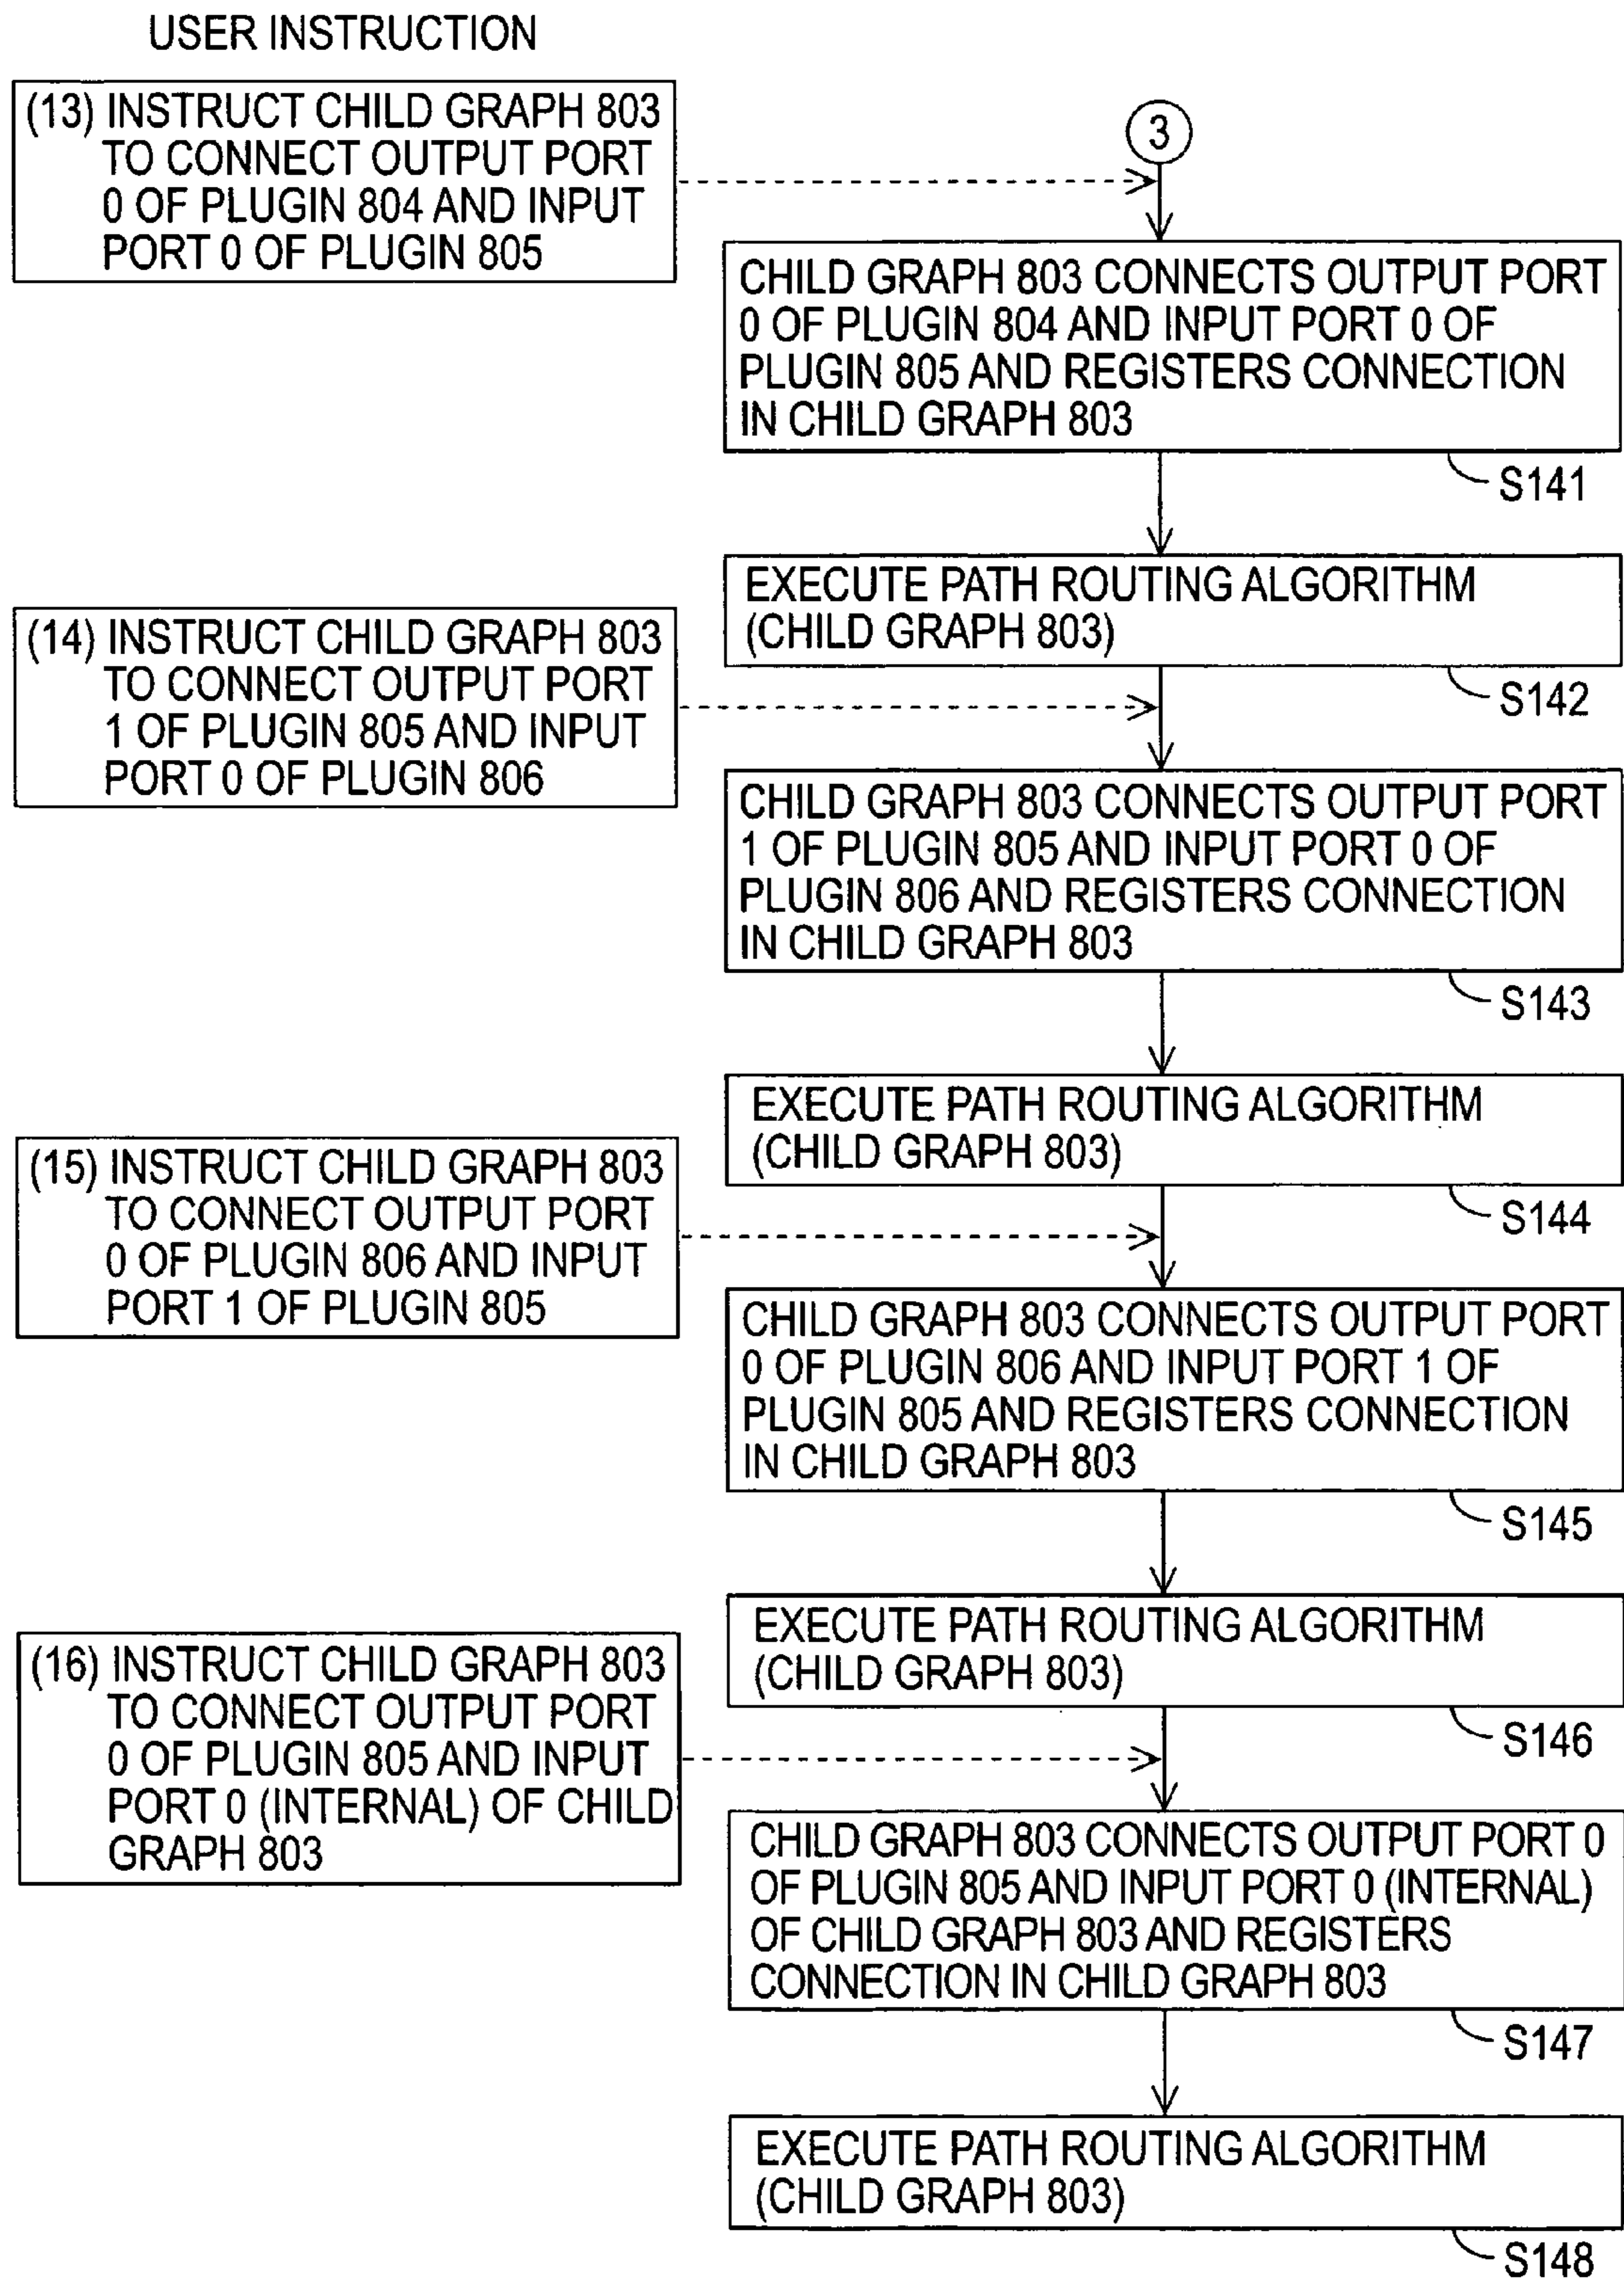 USER INSTRUCTION
(13) INSTRUCT CHILD GRAPH 803
TO CONNECT OUTPUT PORT
0 OF PLUGIN 804 AND INPUT
PORT 0 OF PLUGIN 805
3
CHILD GRAPH 803 CONNECTS OUTPUT PORT
0 OF PLUGIN 804 AND INPUT PORT 0 OF
PLUGIN 805 AND REGISTERS CONNECTION
IN CHILD GRAPH 803
S141
EXECUTE PATH ROUTING ALGORITHM
(CHILD GRAPH 803)
S142
(14) INSTRUCT CHILD GRAPH 803
TO CONNECT OUTPUT PORT
1 OF PLUGIN 805 AND INPUT
PORT 0 OF PLUGIN 806
CHILD GRAPH 803 CONNECTS OUTPUT PORT
1 OF PLUGIN 805 AND INPUT PORT 0 OF
PLUGIN 806 AND REGISTERS CONNECTION
IN CHILD GRAPH 803
S143
EXECUTE PATH ROUTING ALGORITHM
(CHILD GRAPH 803)
S144
(15) INSTRUCT CHILD GRAPH 803
TO CONNECT OUTPUT PORT
0 OF PLUGIN 806 AND INPUT
PORT 1 OF PLUGIN 805
CHILD GRAPH 803 CONNECTS OUTPUT PORT
0 OF PLUGIN 806 AND INPUT PORT 1 OF
PLUGIN 805 AND REGISTERS CONNECTION
IN CHILD GRAPH 803
S145
EXECUTE PATH ROUTING ALGORITHM
(CHILD GRAPH 803)
S146
(16) INSTRUCT CHILD GRAPH 803
TO CONNECT OUTPUT PORT
0 OF PLUGIN 805 AND INPUT
PORT 0 (INTERNAL) OF CHILD
GRAPH 803
CHILD GRAPH 803 CONNECTS OUTPUT PORT 0
OF PLUGIN 805 AND INPUT PORT 0 (INTERNAL)
OF CHILD GRAPH 803 AND REGISTERS
CONNECTION IN CHILD GRAPH 803
S147
EXECUTE PATH ROUTING ALGORITHM
(CHILD GRAPH 803)
S148